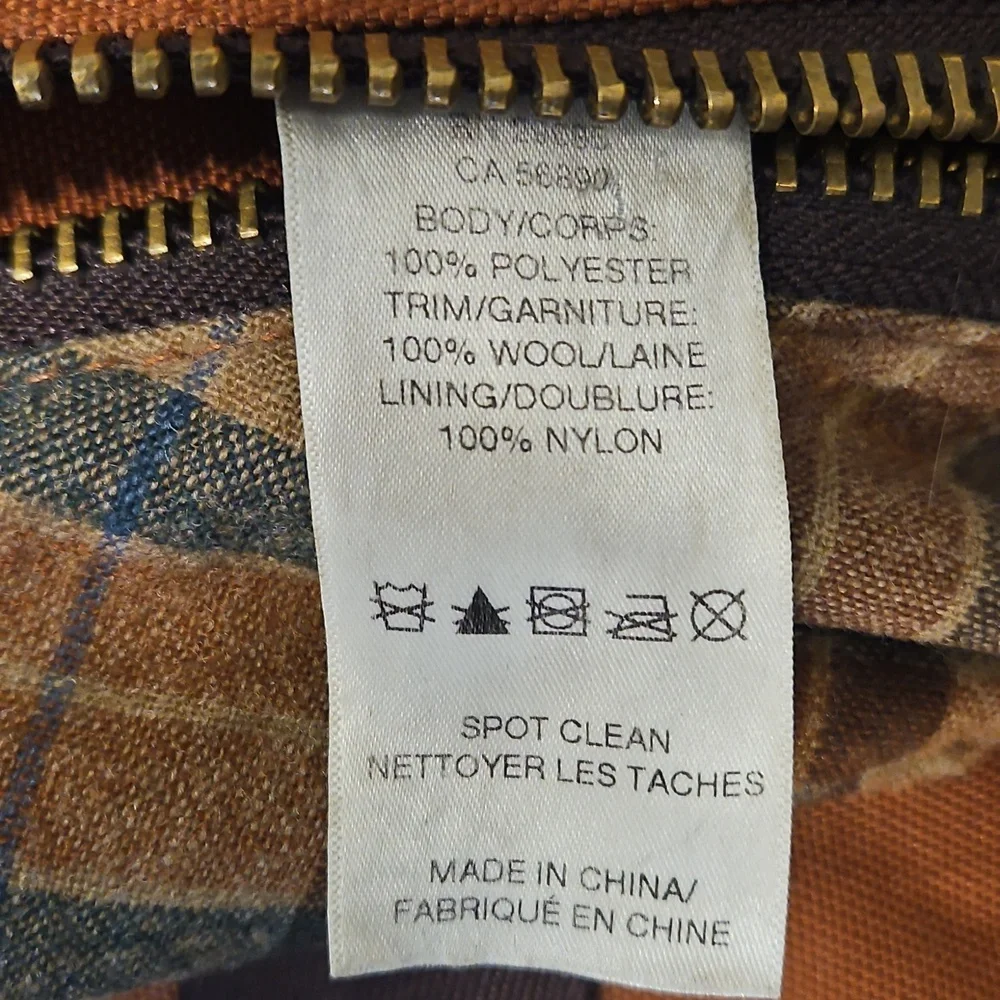 CA 56890
BODY/CORPS:
100% POLYESTER
TRIM/GARNITURE:
100% WOOL/LAINE
LINING/DOUBLURE:
100% NYLON
SPOT CLEAN
NETTOYER LES TACHES
MADE IN CHINA/
FABRIQUÉ EN CHINE